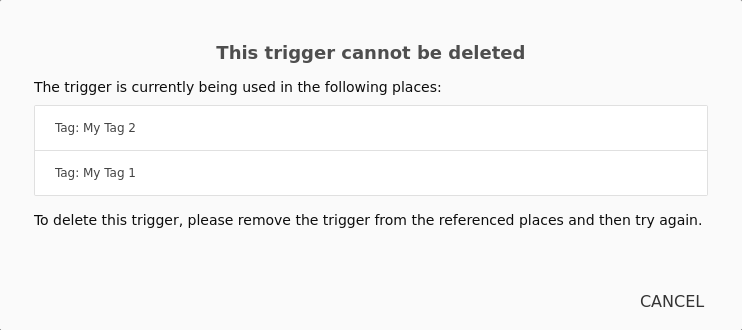 This trigger cannot be deleted
The trigger is currently being used in the following places:
Tag: My Tag 2
Tag: My Tag 1
To delete this trigger, please remove the trigger from the referenced places and then try again.
CANCEL